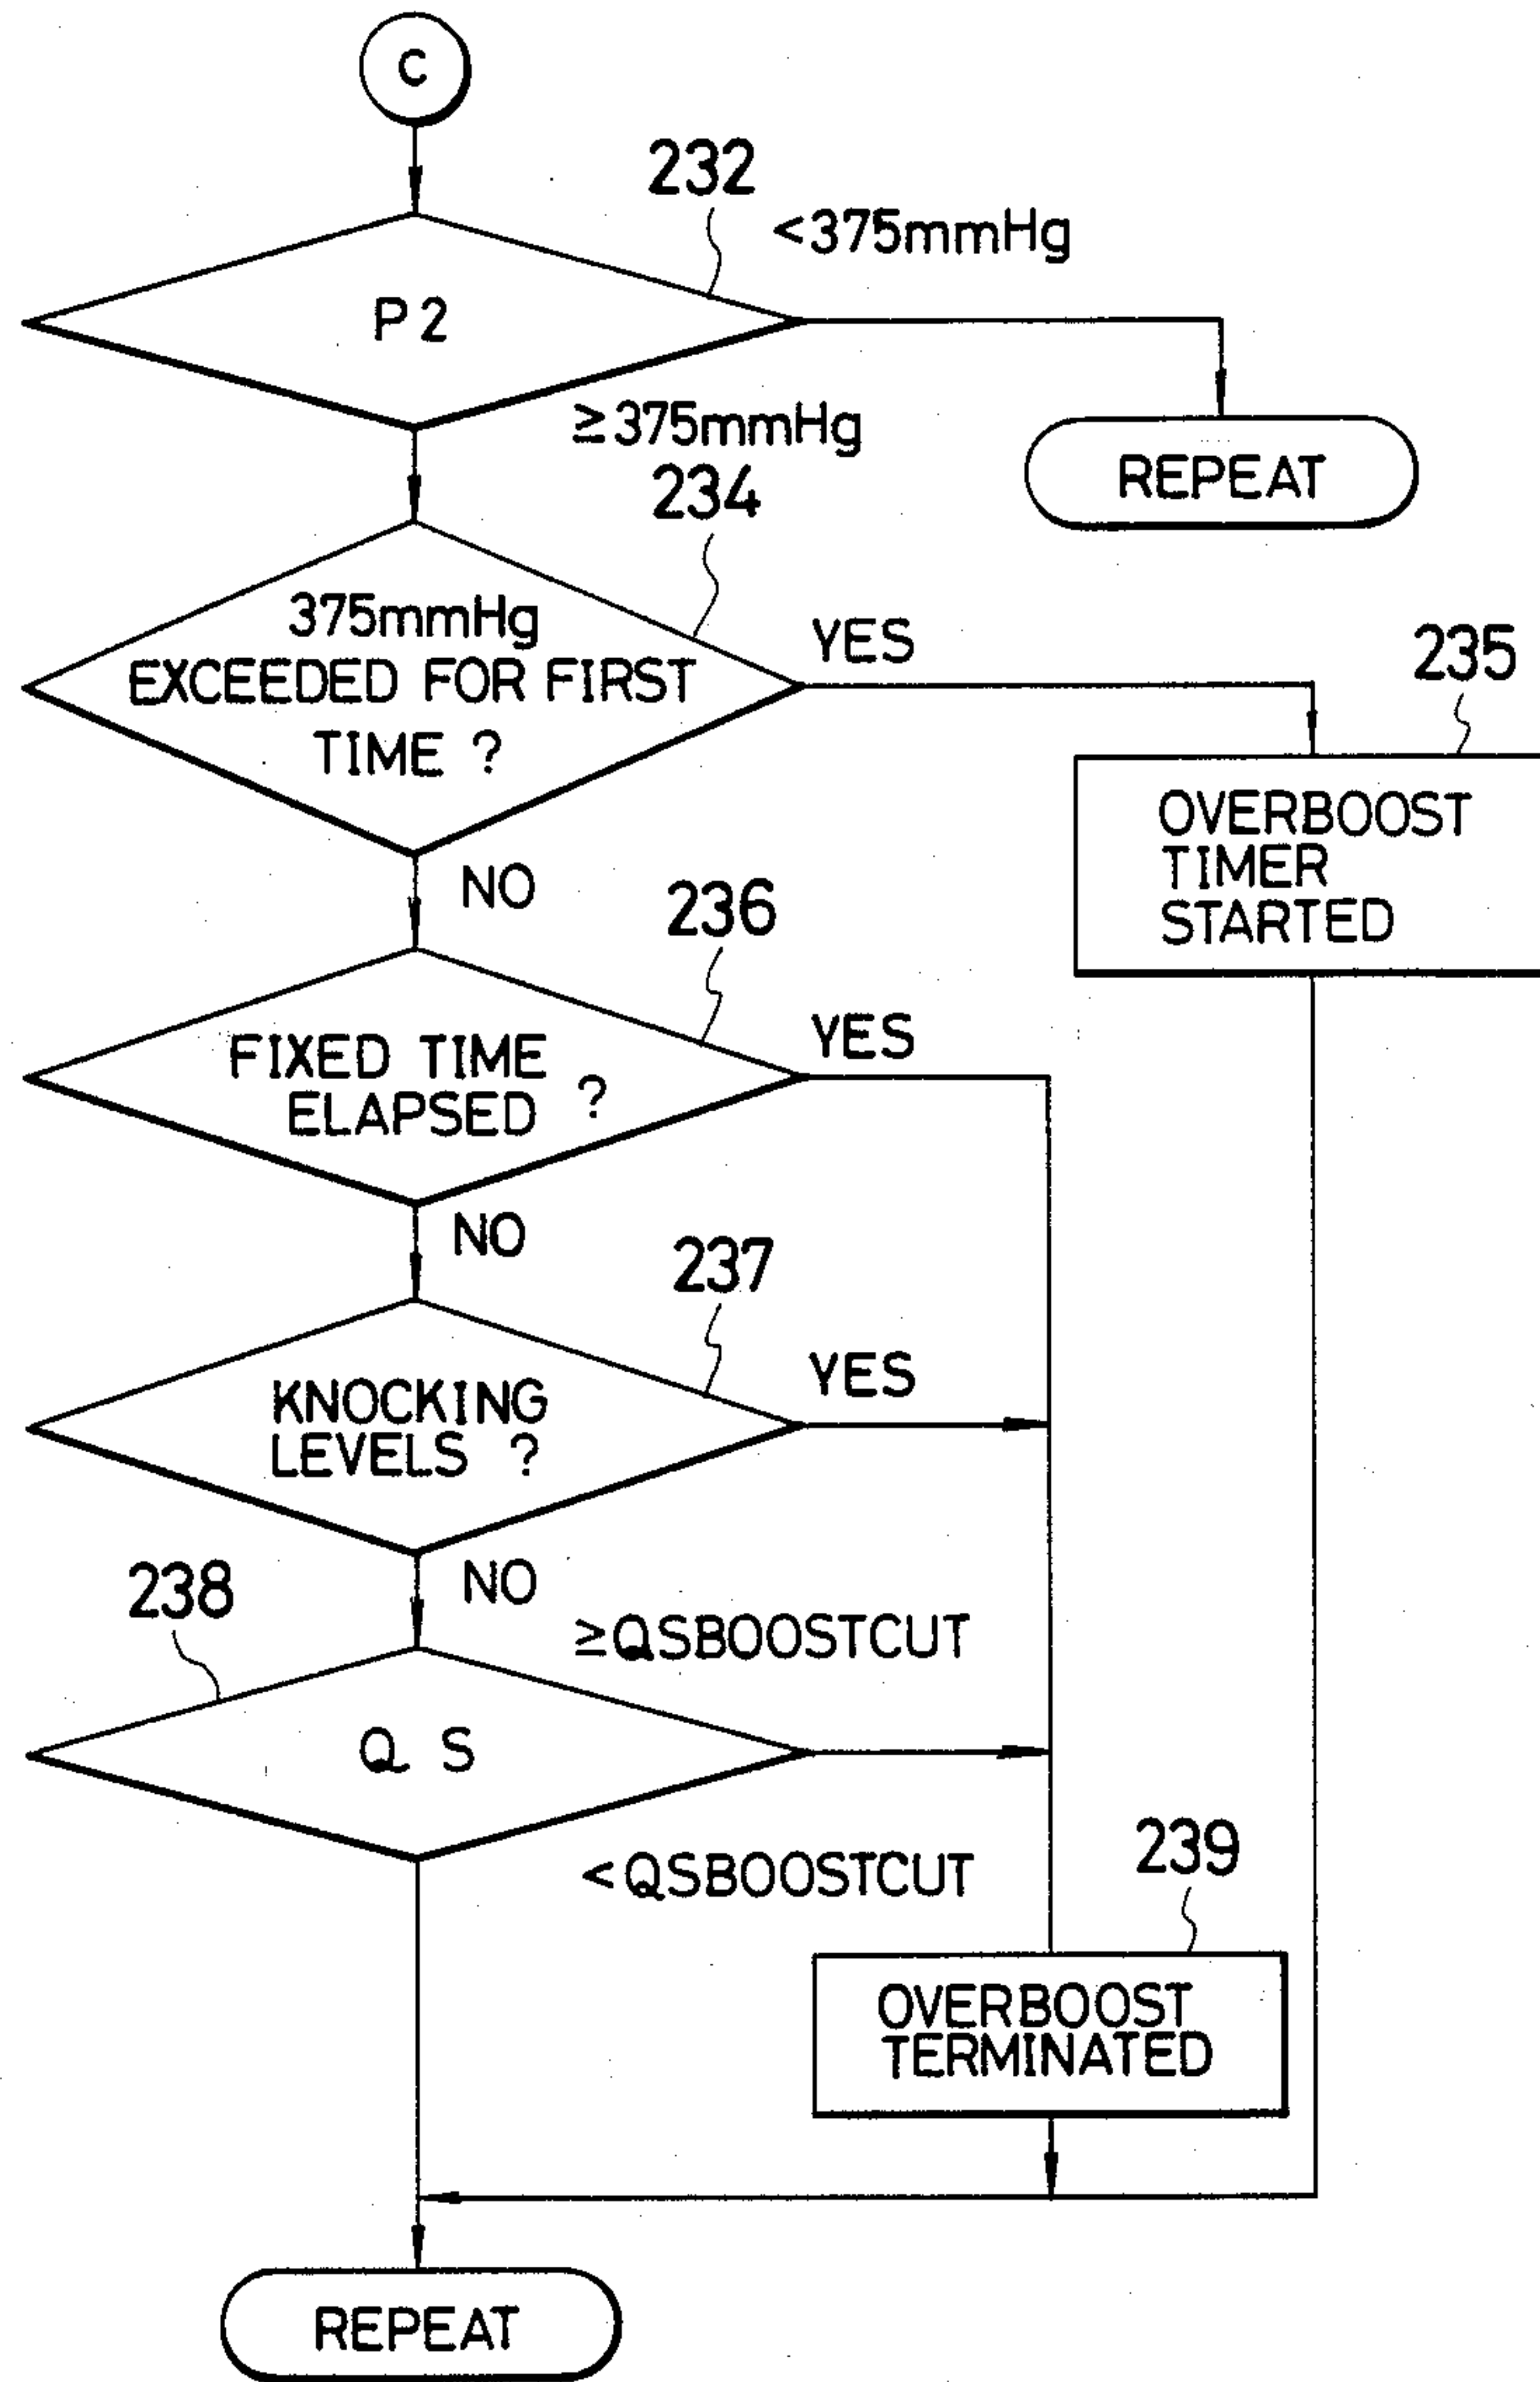 C
232
<375mmHg
P2
≥375mmHg
REPEAT
234
375mmHg
EXCEEDED FOR FIRST
TIME ?
YES
235
OVERBOOST
TIMER
STARTED
NO
236
FIXED TIME
ELAPSED ?
YES
NO
237
KNOCKING
LEVELS ?
YES
NO
238
≥QSBOOSTCUT
Q S
<QSBOOSTCUT
239
OVERBOOST
TERMINATED
REPEAT